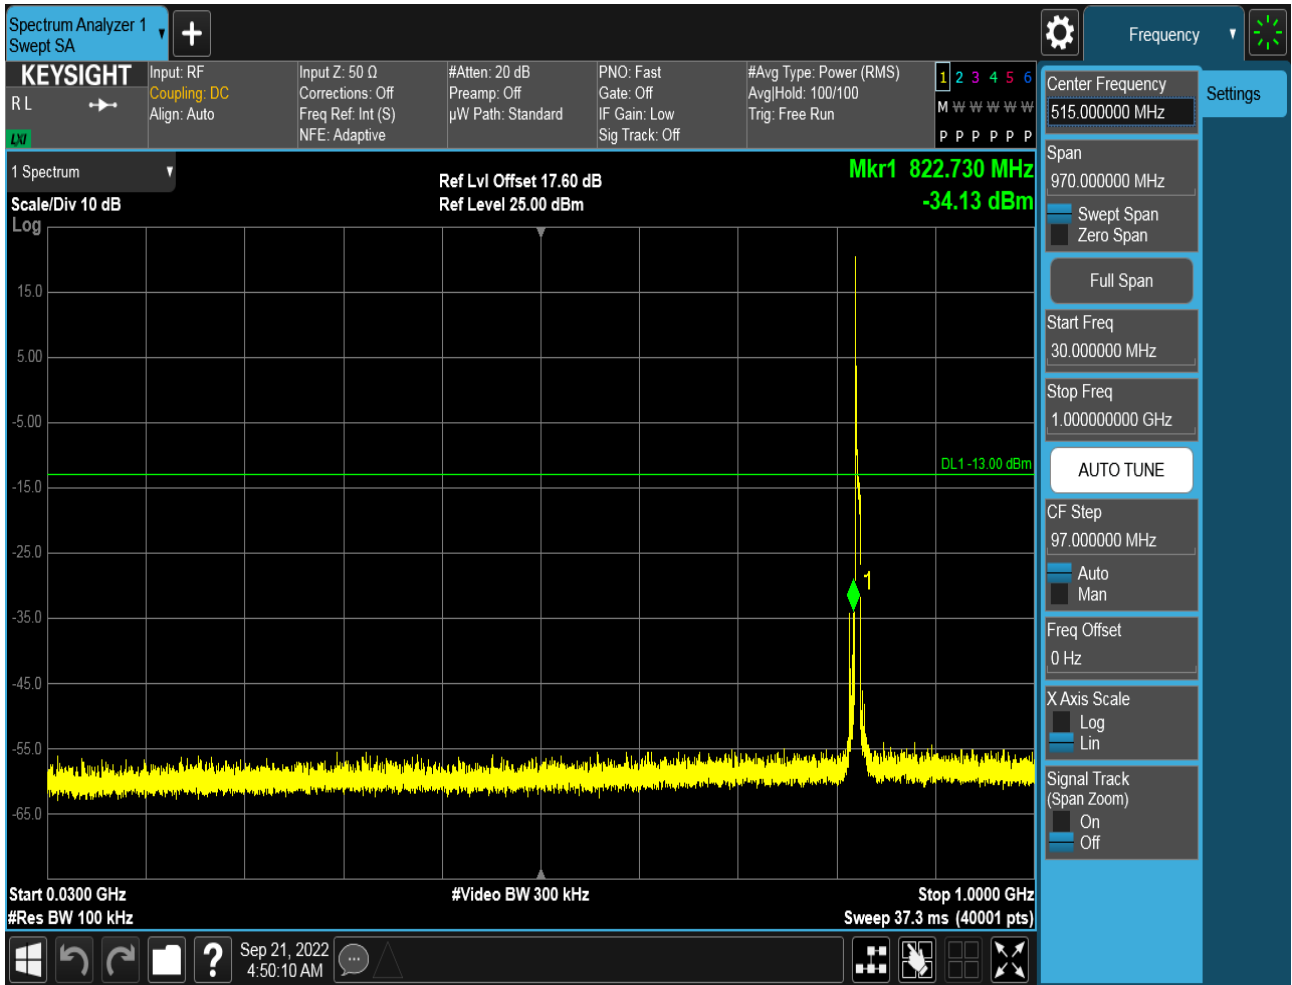 Spectrum Analyzer 1
Swept SA
Frequency
KEYSIGHT
R L
LXI
Input: RF
Coupling: DC
Align: Auto
Input Z: 50 Ω
Corrections: Off
Freq Ref: Int (S)
NFE: Adaptive
#Atten: 20 dB
Preamp: Off
µW Path: Standard
PNO: Fast
Gate: Off
IF Gain: Low
Sig Track: Off
#Avg Type: Power (RMS)
Avg|Hold: 100/100
Trig: Free Run
1 2 3 4 5 6
M W W W W W
P P P P P P
1 Spectrum
Scale/Div 10 dB
Log
Ref Lvl Offset 17.60 dB
Ref Level 25.00 dBm
Mkr1 822.730 MHz
-34.13 dBm
15.0
5.00
-5.00
-15.0
-25.0
-35.0
-45.0
-55.0
-65.0
DL1 -13.00 dBm
1
Start 0.0300 GHz
#Res BW 100 kHz
#Video BW 300 kHz
Stop 1.0000 GHz
Sweep 37.3 ms (40001 pts)
Center Frequency
515.000000 MHz
Settings
Span
970.000000 MHz
Swept Span
Zero Span
Full Span
Start Freq
30.000000 MHz
Stop Freq
1.000000000 GHz
AUTO TUNE
CF Step
97.000000 MHz
Auto
Man
Freq Offset
0 Hz
X Axis Scale
Log
Lin
Signal Track
(Span Zoom)
On
Off
?
Sep 21, 2022
4:50:10 AM